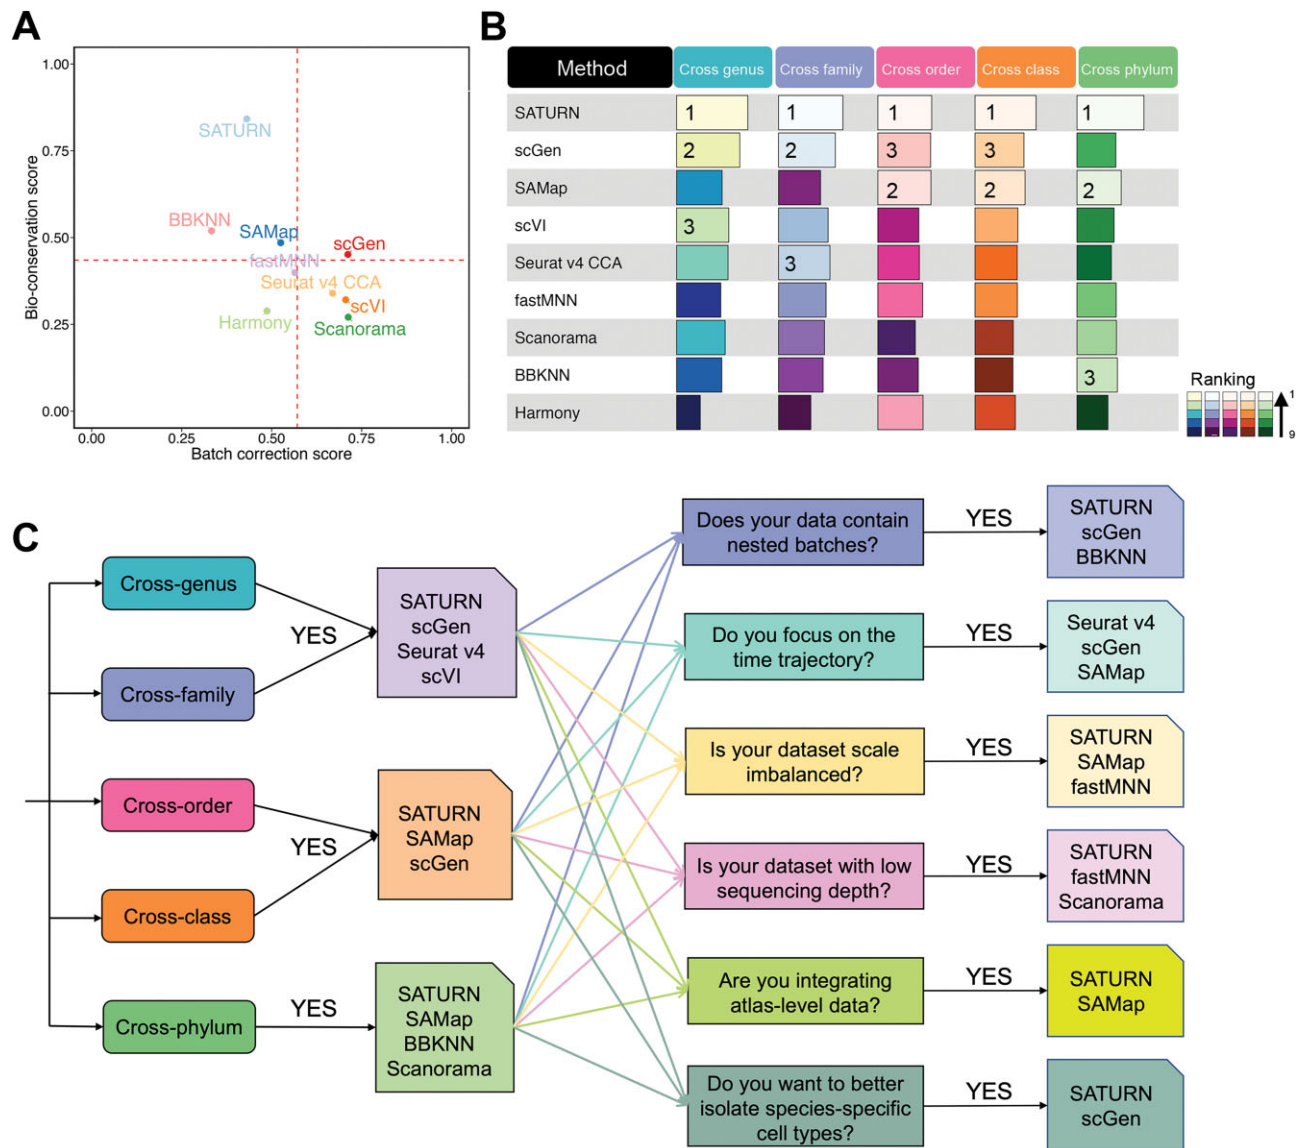 A
1.00
0.75
0.50
0.25
0.00
SATURN
BBKNN
SAMap
scGen
fastMNN
Seurat v4 CCA
scVI
Harmony
Scanorama
0.00 0.25 0.50 0.75 1.00
Batch correction score
Bio-conservation score
B
Method Cross genus Cross family Cross order Cross class Cross phylum
SATURN 1 1 1 1 1
scGen 2 2 3 3
SAMap 2 2 2
scVI 3
Seurat v4 CCA 3
fastMNN
Scanorama
BBKNN 3
Harmony
Ranking
1
9
C
Cross-genus
Cross-family
Cross-order
Cross-class
Cross-phylum
YES
YES
YES
SATURN
scGen
Seurat v4
scVI
SATURN
SAMap
scGen
SATURN
SAMap
BBKNN
Scanorama
Does your data contain
nested batches?
YES
SATURN
scGen
BBKNN
Do you focus on the
time trajectory?
YES
Seurat v4
scGen
SAMap
Is your dataset scale
imbalanced?
YES
SATURN
SAMap
fastMNN
Is your dataset with low
sequencing depth?
YES
SATURN
fastMNN
Scanorama
Are you integrating
atlas-level data?
YES
SATURN
SAMap
Do you want to better
isolate species-specific
cell types?
YES
SATURN
scGen